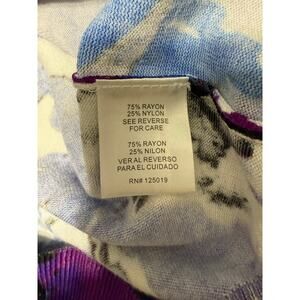 75% RAYON
25% NYLON
SEE REVERSE
FOR CARE
75% RAYON
25% NILON
VER AL REVERSO
PARA EL CUIDADO
RN# 125019